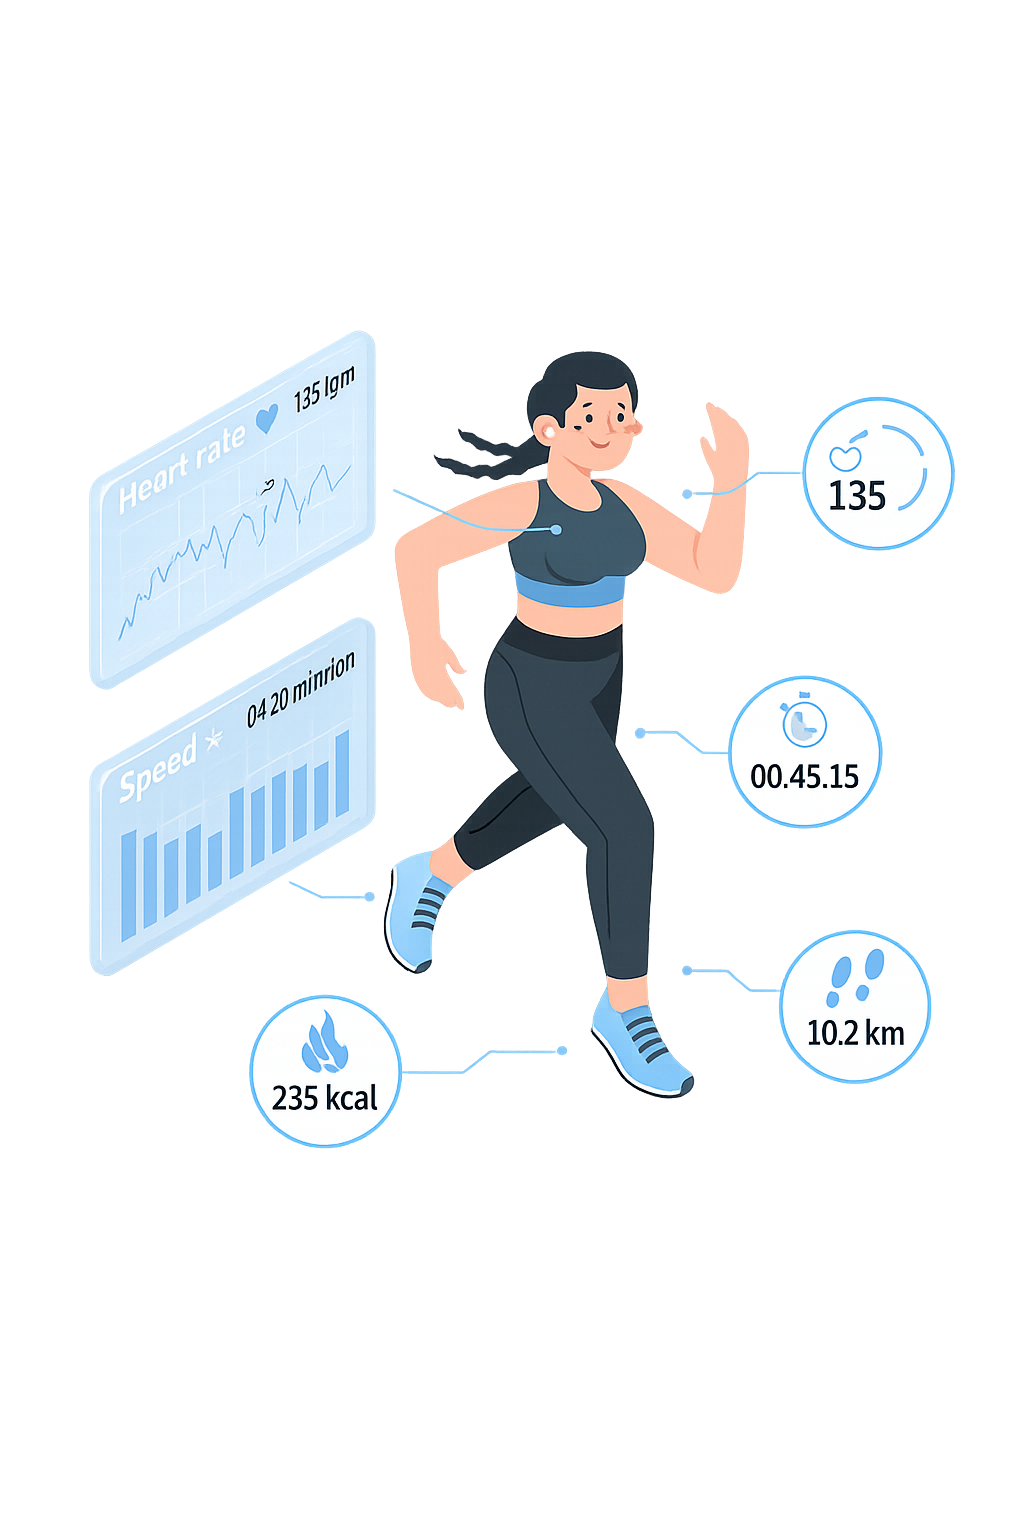 135 lgm
Heart rate
135
04 20 minrion
Speed
00.45.15
10.2 km
235 kcal